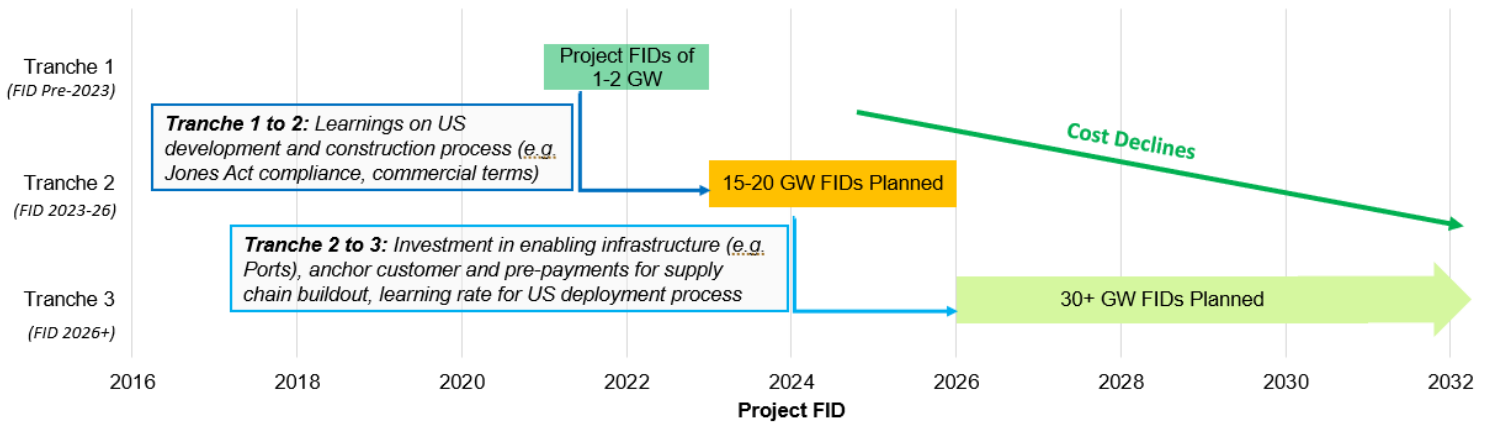 Tranche 1
(FID Pre-2023)
Project FIDs of
1-2 GW
Tranche 1 to 2: Learnings on US
development and construction process (e.g.
Jones Act compliance, commercial terms)
Cost Declines
Tranche 2
(FID 2023-26)
15-20 GW FIDs Planned
Tranche 2 to 3: Investment in enabling infrastructure (e.g.
Ports), anchor customer and pre-payments for supply
chain buildout, learning rate for US deployment process
Tranche 3
(FID 2026+)
30+ GW FIDs Planned
2016 2018 2020 2022 2024 2026 2028 2030 2032
Project FID